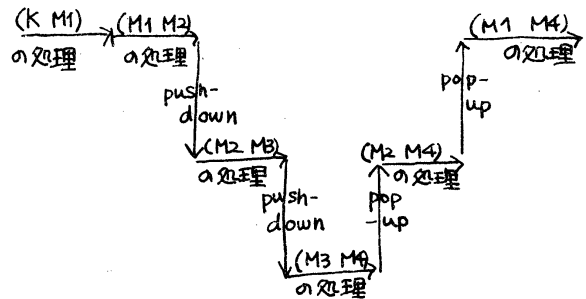 (K M1)
の処理
(M1 M2)
の処理
push-
down
(M2 M3)
の処理
push-
down
(M3 M4)
の処理
pop
-up
(M2 M4)
の処理
pop-
up
(M1 M4)
の処理